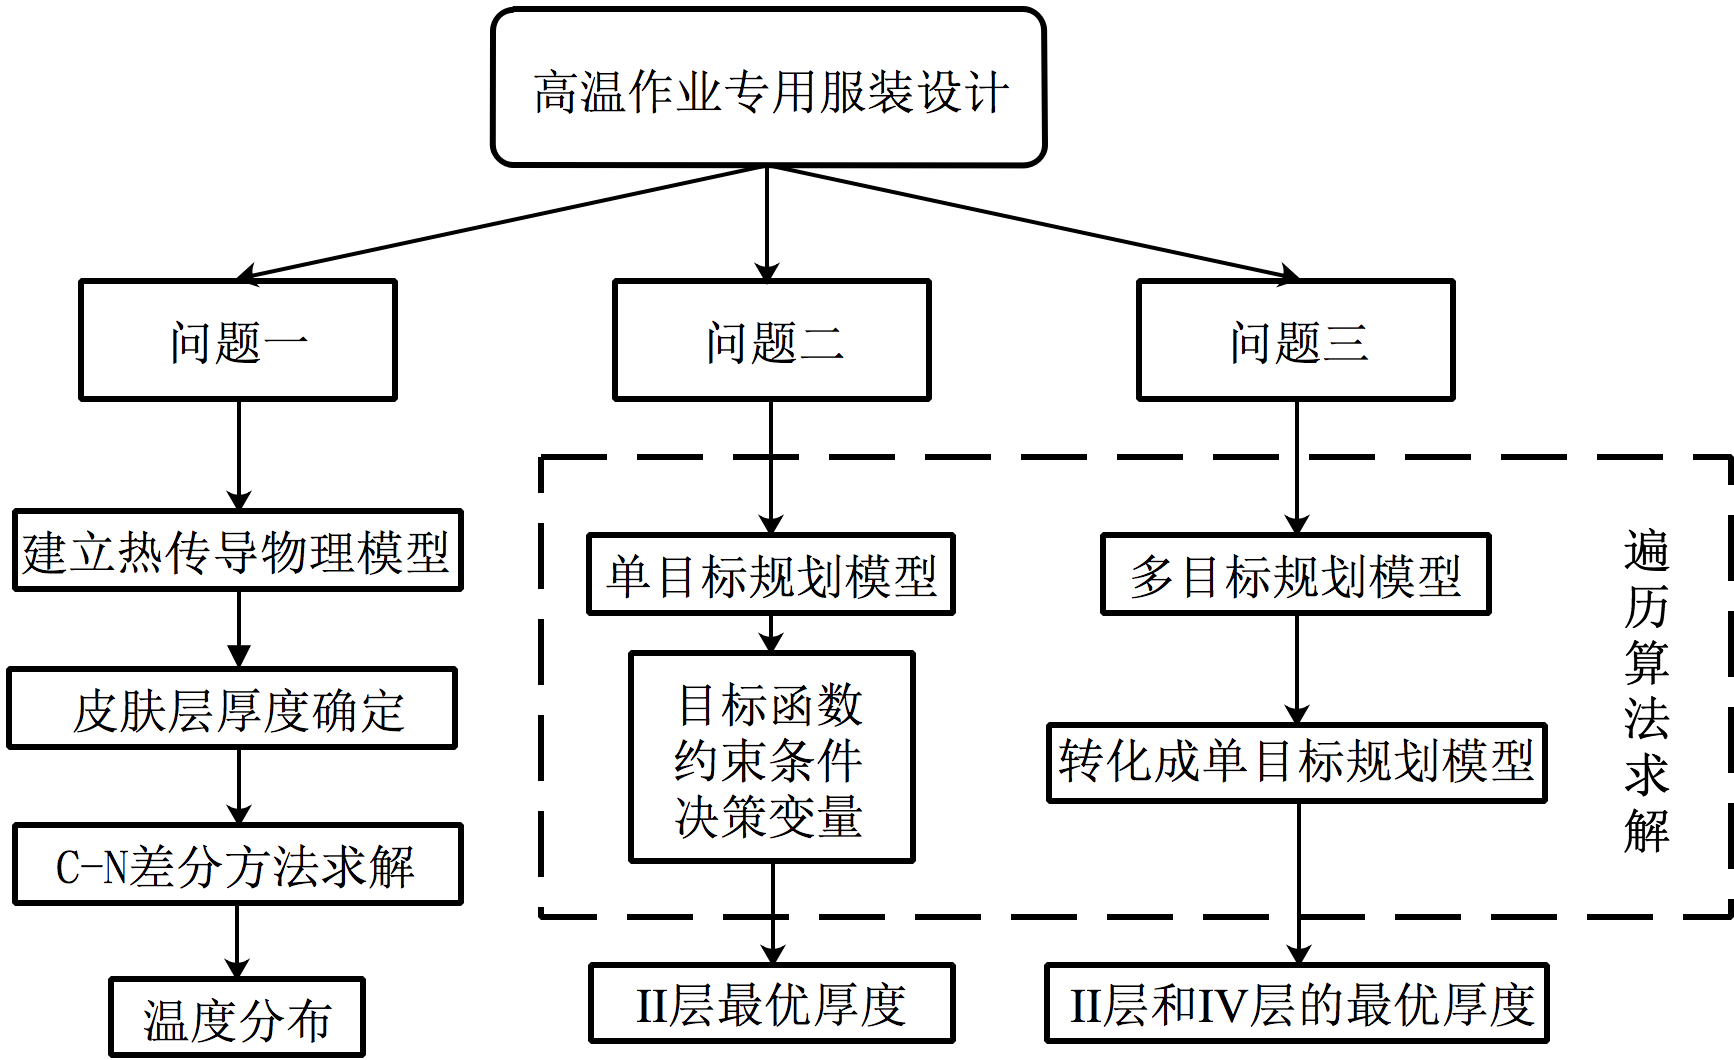 高温作业专用服装设计
问题一
问题二
问题三
建立热传导物理模型
皮肤层厚度确定
C-N差分方法求解
温度分布
单目标规划模型
目标函数
约束条件
决策变量
II层最优厚度
多目标规划模型
转化成单目标规划模型
II层和IV层的最优厚度
遍历算法求解